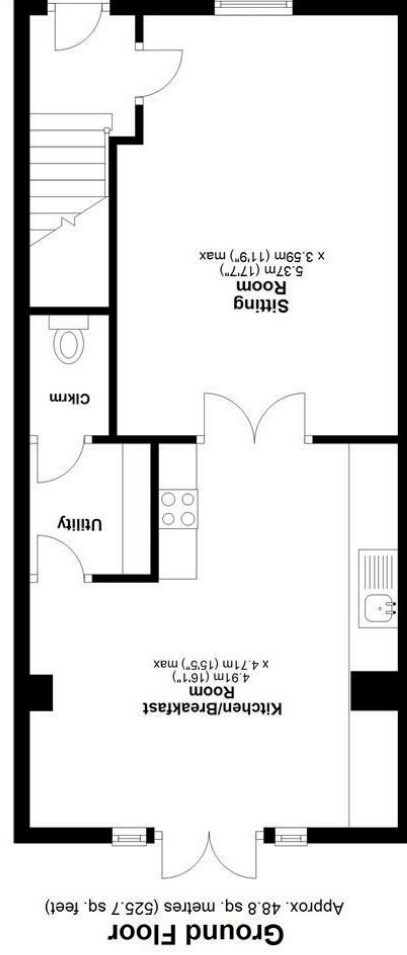 Ground Floor
Approx. 48.8 sq. metres (525.7 sq. feet)
Kitchen/Breakfast
Room
4.91m (16'1")
x 4.71m (15'5") max
Utility
Clkrm
Sitting
Room
5.37m (17'7")
x 3.59m (11'9") max